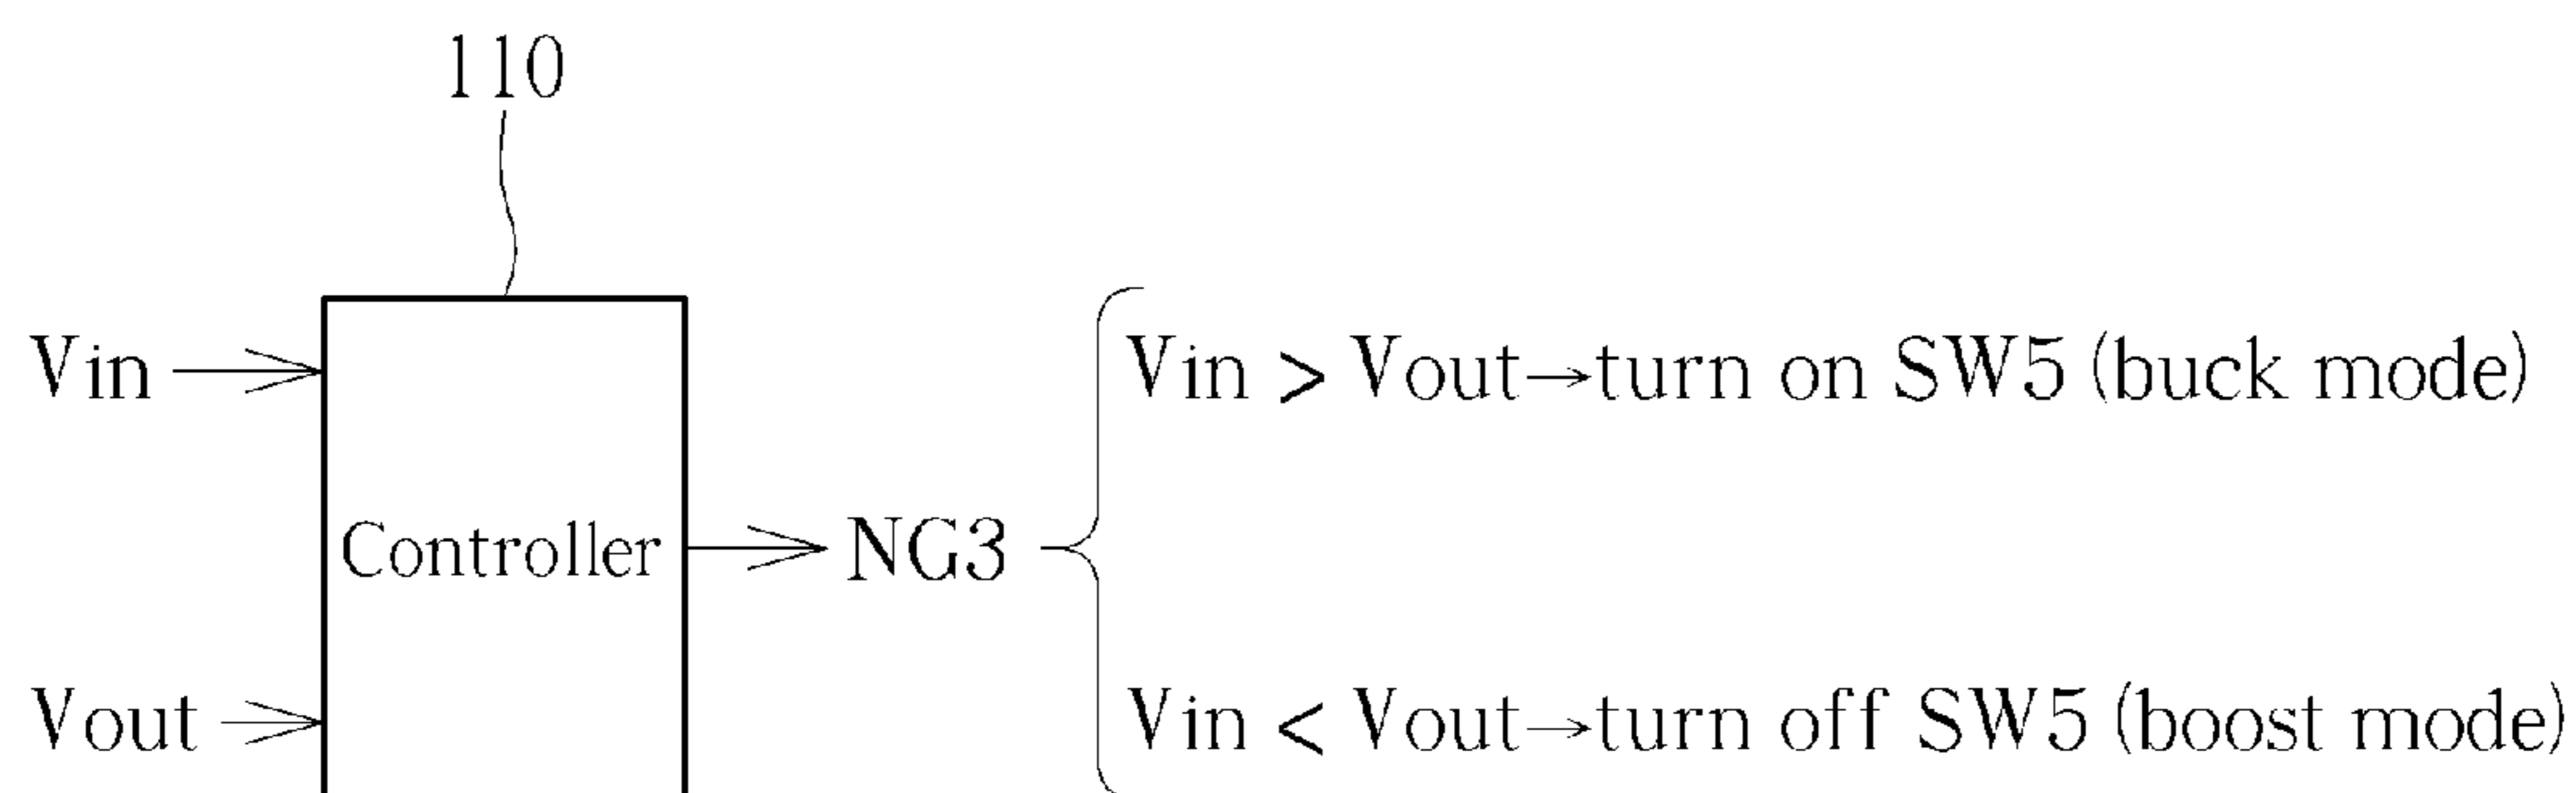 110
Vin
Vin > Vout→turn on SW5 (buck mode)
Controller
NG3
Vout
Vin < Vout→turn off SW5 (boost mode)